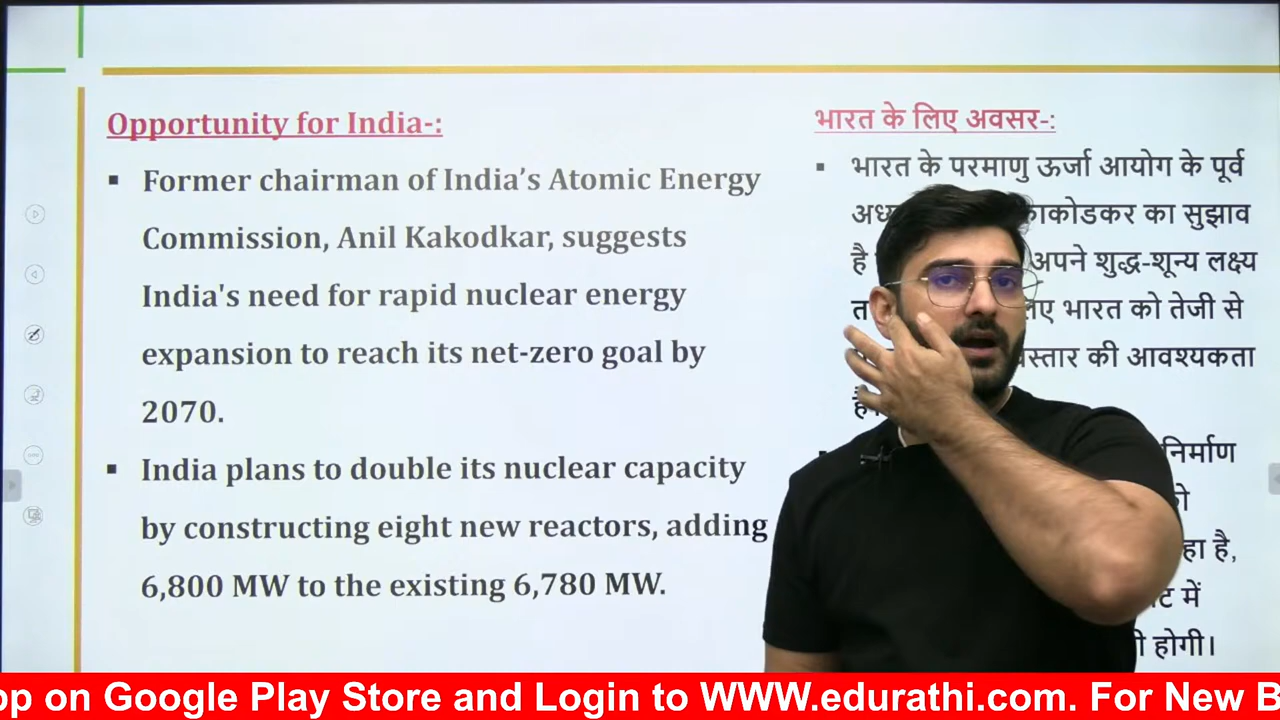 Opportunity for India-:
▪ Former chairman of India's Atomic Energy
Commission, Anil Kakodkar, suggests
India's need for rapid nuclear energy
expansion to reach its net-zero goal by
2070.
▪ India plans to double its nuclear capacity
by constructing eight new reactors, adding
6,800 MW to the existing 6,780 MW.
भारत के लिए अवसर-:
▪ भारत के परमाणु ऊर्जा आयोग के पूर्व
काकोडकर का सुझाव
है अपने शुद्ध-शून्य लक्ष्य
भारत को तेजी से
की आवश्यकता
निर्माण
में
होगी।
pp on Google Play Store and Login to WWW.edurathi.com. For New B